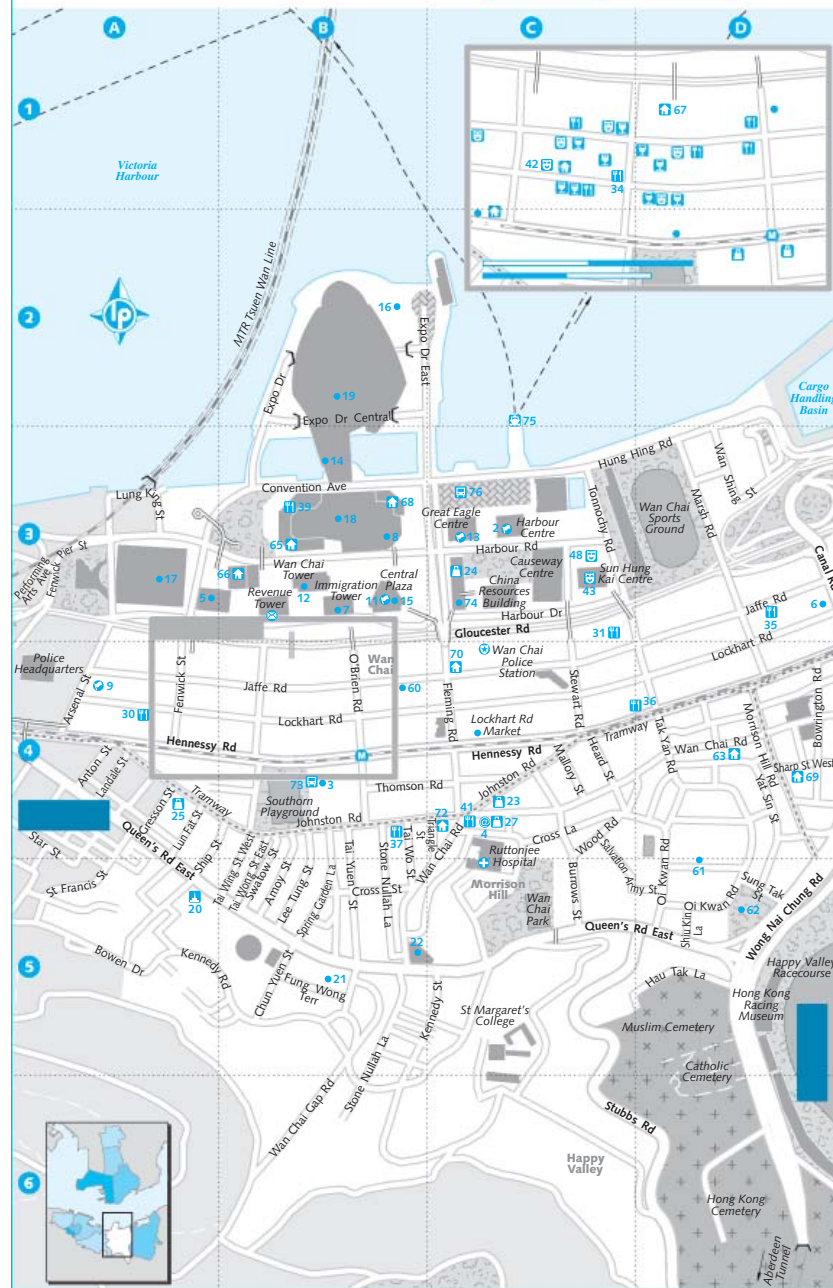 A
B
C
D
1
67
42
34
Victoria
Harbour
MTR Tsuen Wan Line
M
2
LP
16
Expo Dr East
Expo Dr
19
Expo Dr Central
75
Cargo
Handling
Basin
14
Hung Hing Rd
Wan Shing St
Lung King St
Convention Ave
76
3
39
68
Great Eagle
Centre
2
Harbour
Centre
Tonnochy Rd
Wan Chai
Sports
Ground
Marsh Rd
18
8
13
Harbour Rd
48
Canal Rd
Performing
Arts Ave
Fenwick Pier St
65
17
66
Wan Chai
Tower
Central
Plaza
24
Causeway
Centre
Sun Hung
Kai Centre
5
Revenue
Tower
12
Immigration
Tower
7
11
15
China
Resources
Building
74
43
Harbour Dr
Jaffe Rd
35
6
Gloucester Rd
31
Lockhart Rd
Police
Headquarters
Wan
Chai
70
Wan Chai
Police
Station
Arsenal St
9
Fenwick St
Jaffe Rd
O'Brien Rd
60
Fleming Rd
Stewart Rd
30
Lockhart Rd
Lockhart Rd
Market
36
Bowrington Rd
4
Hennessy Rd
M
Hennessy Rd
Tramway
Tak Yan Rd
Wan Chai Rd
63
Morrison Hill Rd
Yat Sin St
Sharp St West
69
Anton St
Landale St
73
3
Thomson Rd
Johnston Rd
Mallory St
Heard St
Gresson St
25
Tramway
Southorn
Playground
23
Lun Fat St
Johnston Rd
37
Triangle St
72
41
4
27
Cross La
Wood Rd
Star St
Queen's Rd East
Ship St
Tai Wo St
Wan Chai Rd
Ruttonjee
Hospital
Salvation Army St
61
St Francis St
Tai Wing St West
Tai Wong St East
Swatow St
Amoy St
Lee Tung St
Spring Garden La
Tai Yuen St
Cross St
Stone Nullah La
Morrison
Hill
Burrows St
Oi Kwan Rd
Sung Tak St
20
Wan
Chai
Park
Oi Kwan Rd
Shiu Kin La
62
Wong Nai Chung Rd
22
Queen's Rd East
5
Bowen Dr
Kennedy Rd
Chun Yuen St
21
Fung Wong
Terr
Kennedy St
Hau Tak La
Happy Valley
Racecourse
St Margaret's
College
Hong Kong
Racing
Museum
Muslim Cemetery
Catholic
Cemetery
Wan Chai Gap Rd
Stone Nullah La
Stubbs Rd
6
Happy
Valley
Hong Kong
Cemetery
Aberdeen
Tunnel